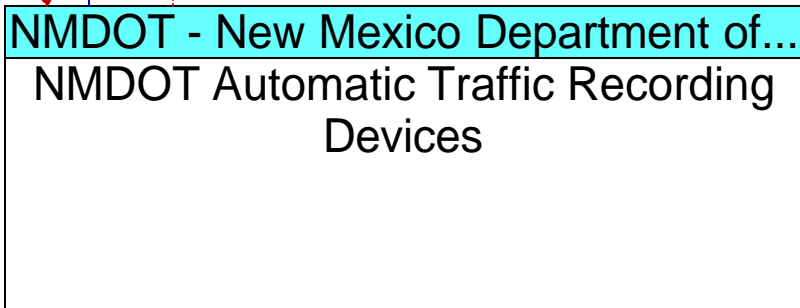 NMDOT - New Mexico Department of...
NMDOT Automatic Traffic Recording
Devices